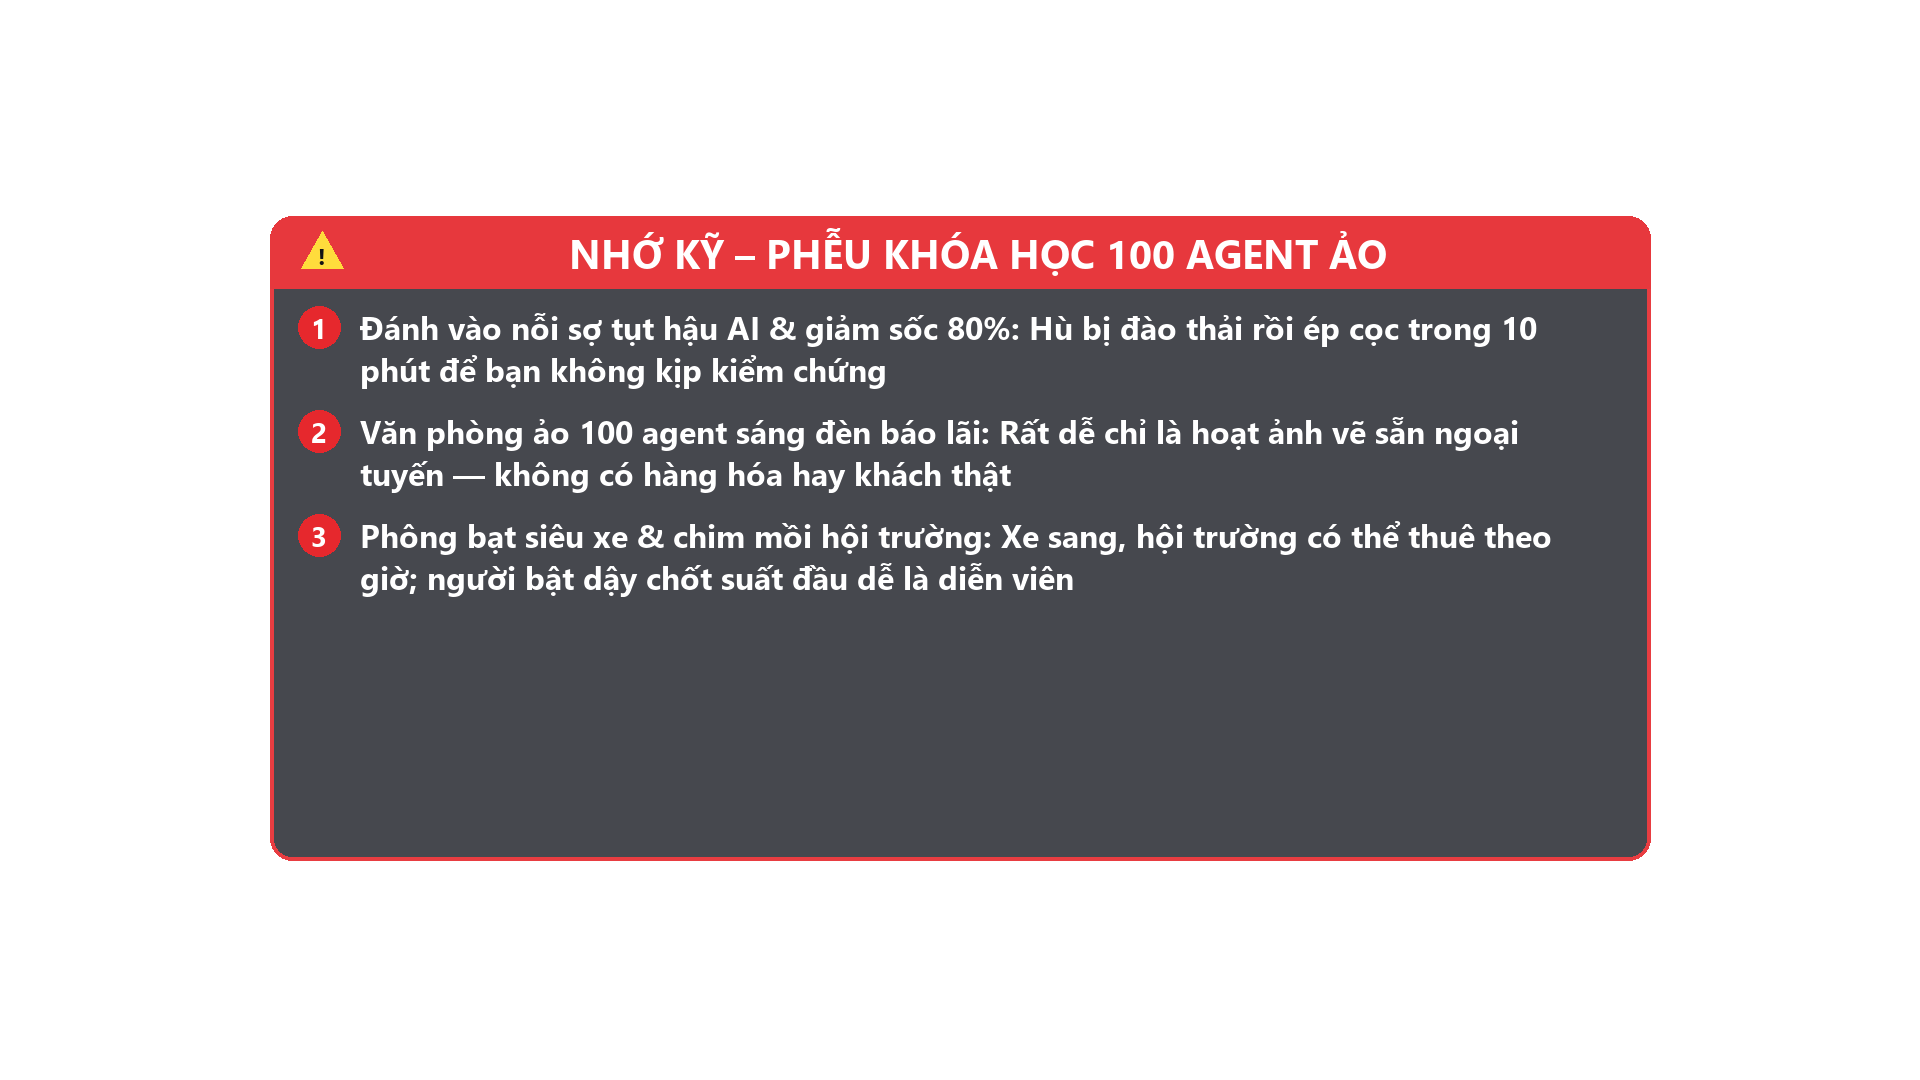 NHỚ KỸ – PHỄU KHÓA HỌC 100 AGENT ẢO
1 Đánh vào nỗi sợ tụt hậu AI & giảm sốc 80%: Hù bị đào thải rồi ép cọc trong 10
phút để bạn không kịp kiểm chứng
2 Văn phòng ảo 100 agent sáng đèn báo lãi: Rất dễ chỉ là hoạt ảnh vẽ sẵn ngoại
tuyến — không có hàng hóa hay khách thật
3 Phông bạt siêu xe & chim mồi hội trường: Xe sang, hội trường có thể thuê theo
giờ; người bật dậy chốt suất đầu dễ là diễn viên